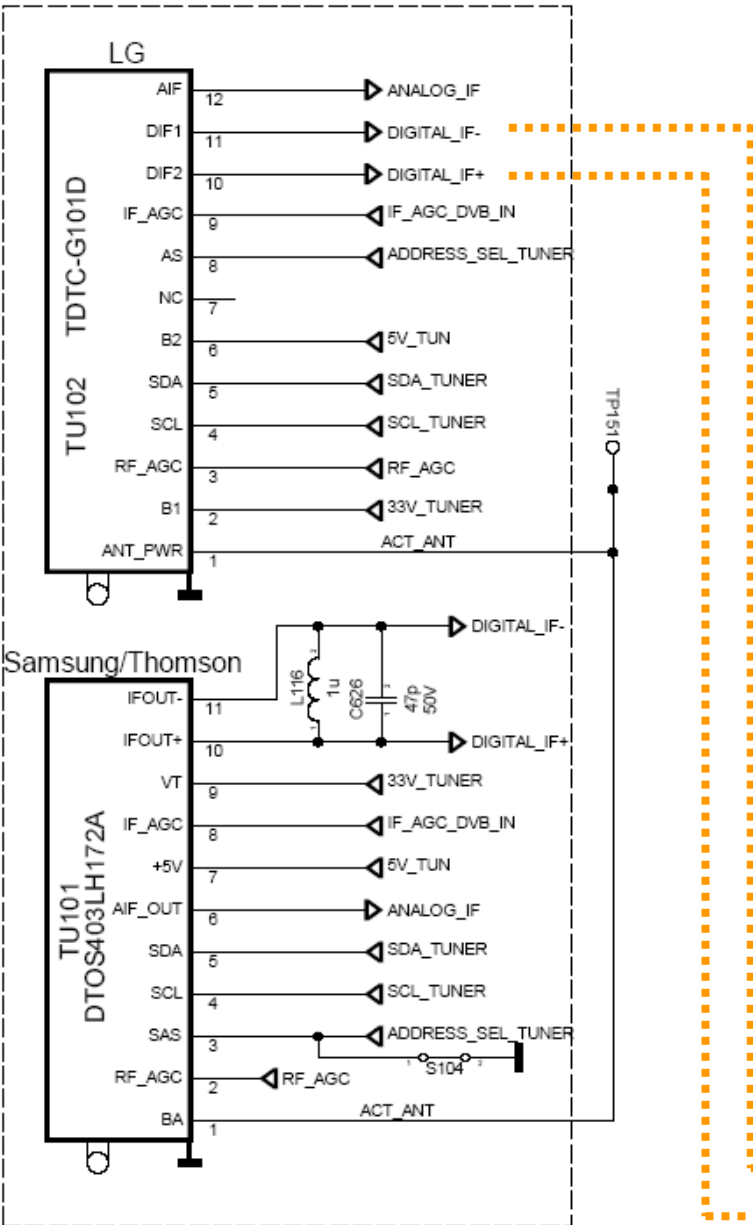 LG
TU102 TDTC-G101D
AIF 12 ANALOG_IF
DIF1 11 DIGITAL_IF-
DIF2 10 DIGITAL_IF+
IF_AGC 9 IF_AGC_DVB_IN
AS 8 ADDRESS_SEL_TUNER
NC 7
B2 6 5V_TUN
SDA 5 SDA_TUNER
SCL 4 SCL_TUNER
RF_AGC 3 RF_AGC
B1 2 33V_TUNER
ANT_PWR 1 ACT_ANT
TP151
Samsung/Thomson
TU101
DTOS403LH172A
IFOUT- 11 DIGITAL_IF-
L116 1u
C626 47p 50V
IFOUT+ 10 DIGITAL_IF+
VT 9 33V_TUNER
IF_AGC 8 IF_AGC_DVB_IN
+5V 7 5V_TUN
AIF_OUT 6 ANALOG_IF
SDA 5 SDA_TUNER
SCL 4 SCL_TUNER
SAS 3 ADDRESS_SEL_TUNER
S104
RF_AGC 2 RF_AGC
BA 1 ACT_ANT